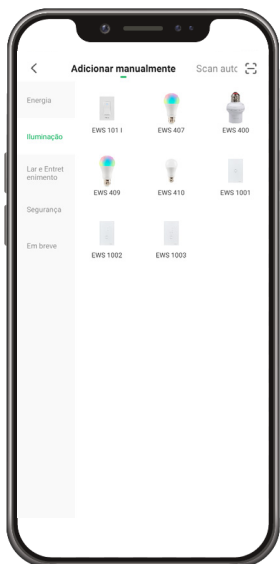 Adicionar manualmente Scan autc
Energia
EWS 101 I EWS 407 EWS 400
Iluminação
Lar e Entret
enimento
EWS 409 EWS 410 EWS 1001
Segurança
Em breve
EWS 1002 EWS 1003